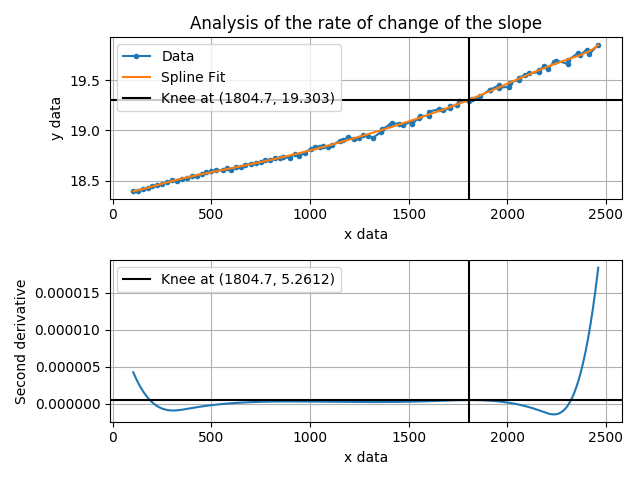 Analysis of the rate of change of the slope
Data
Spline Fit
Knee at (1804.7, 19.303)
19.5
19.0
18.5
y data
0 500 1000 1500 2000 2500
x data
Knee at (1804.7, 5.2612)
0.000015
0.000010
0.000005
0.000000
Second derivative
0 500 1000 1500 2000 2500
x data